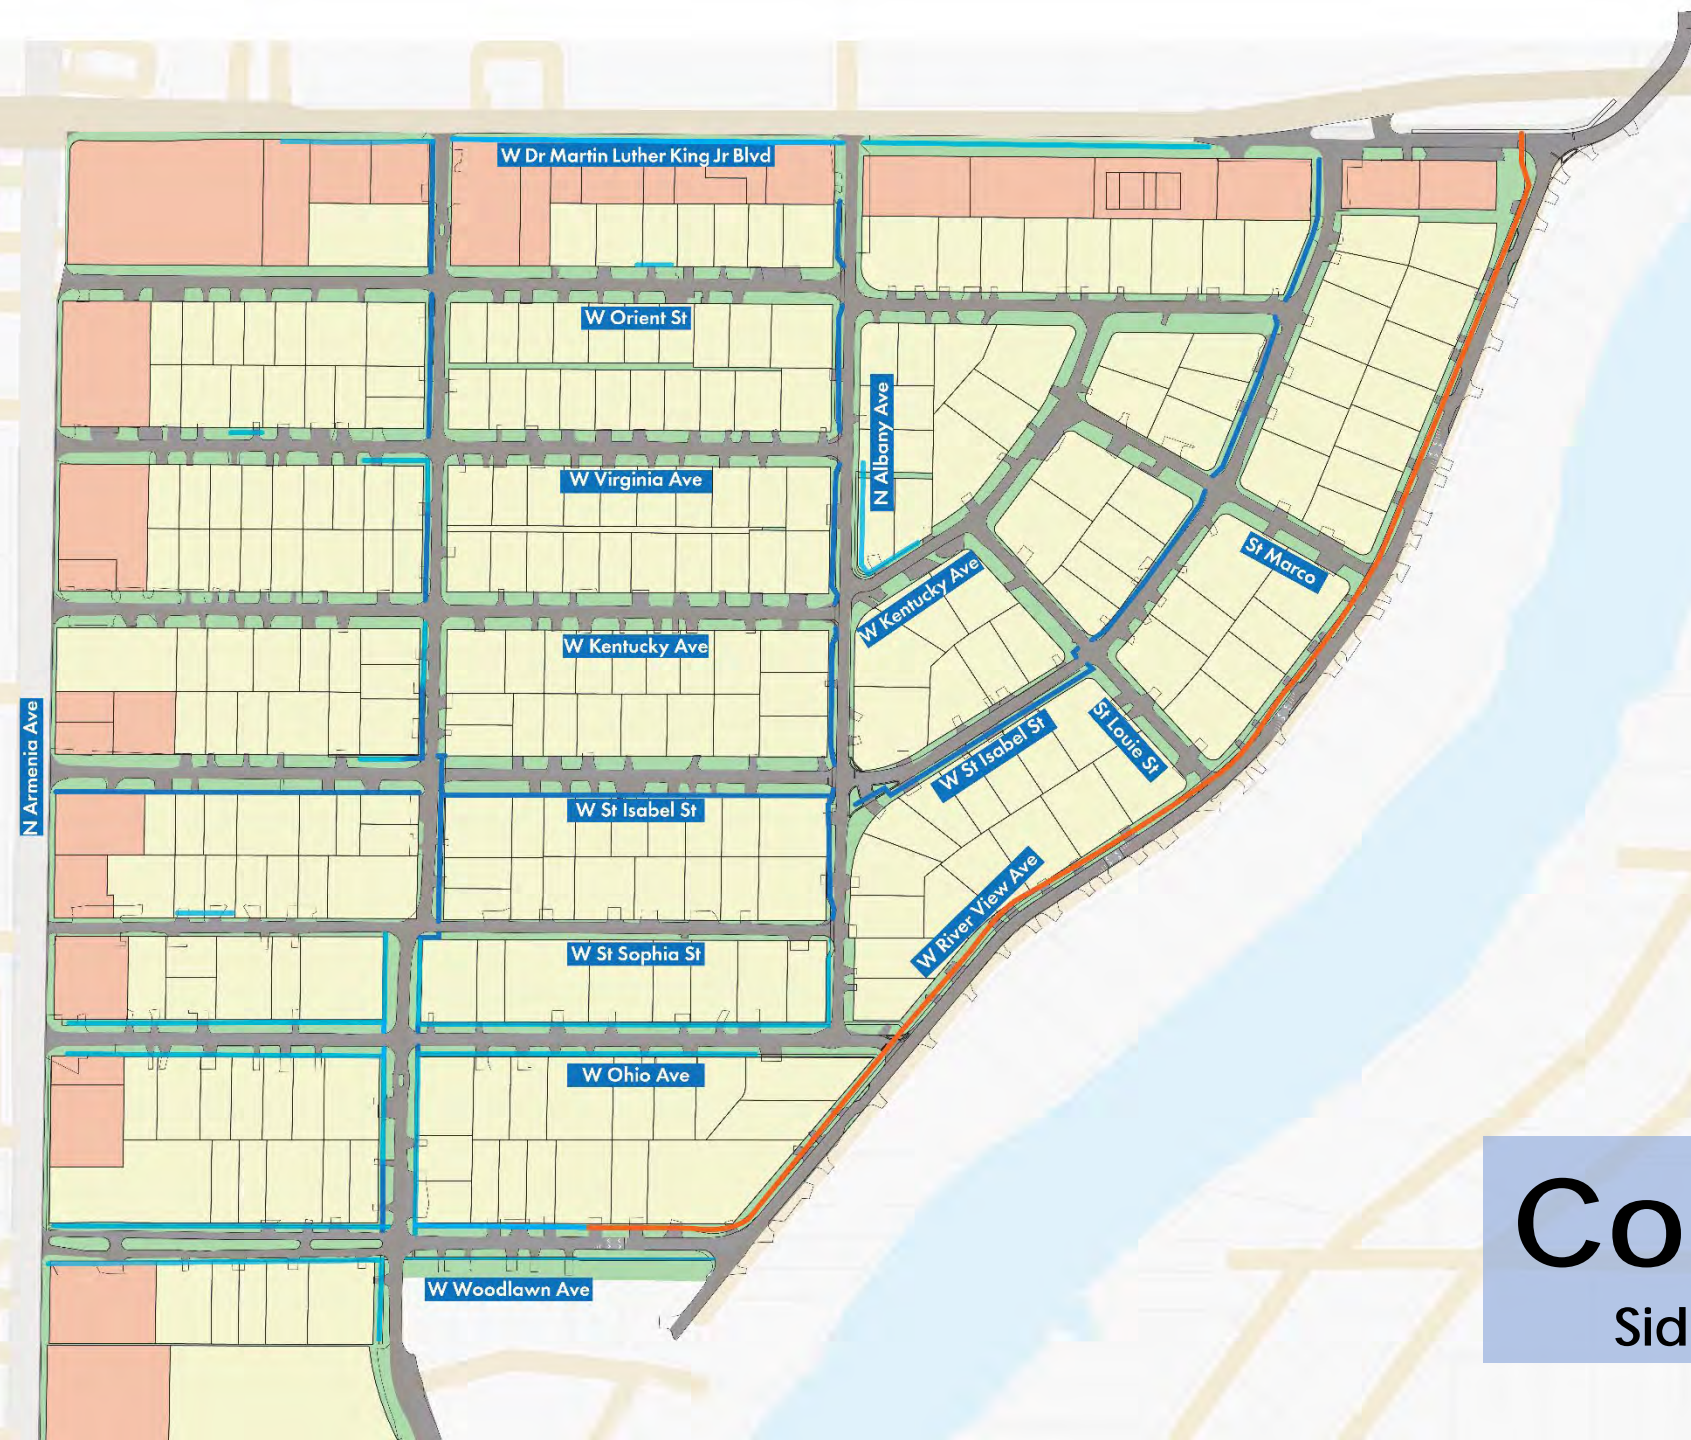 W Dr Martin Luther King Jr Blvd
W Orient St
N Albany Ave
W Virginia Ave
St Marco
W Kentucky Ave
W Kentucky Ave
N Armenia Ave
St Louie St
W St Isabel St
W St Isabel St
W River View Ave
W St Sophia St
W Ohio Ave
W Woodlawn Ave
Co
Sid